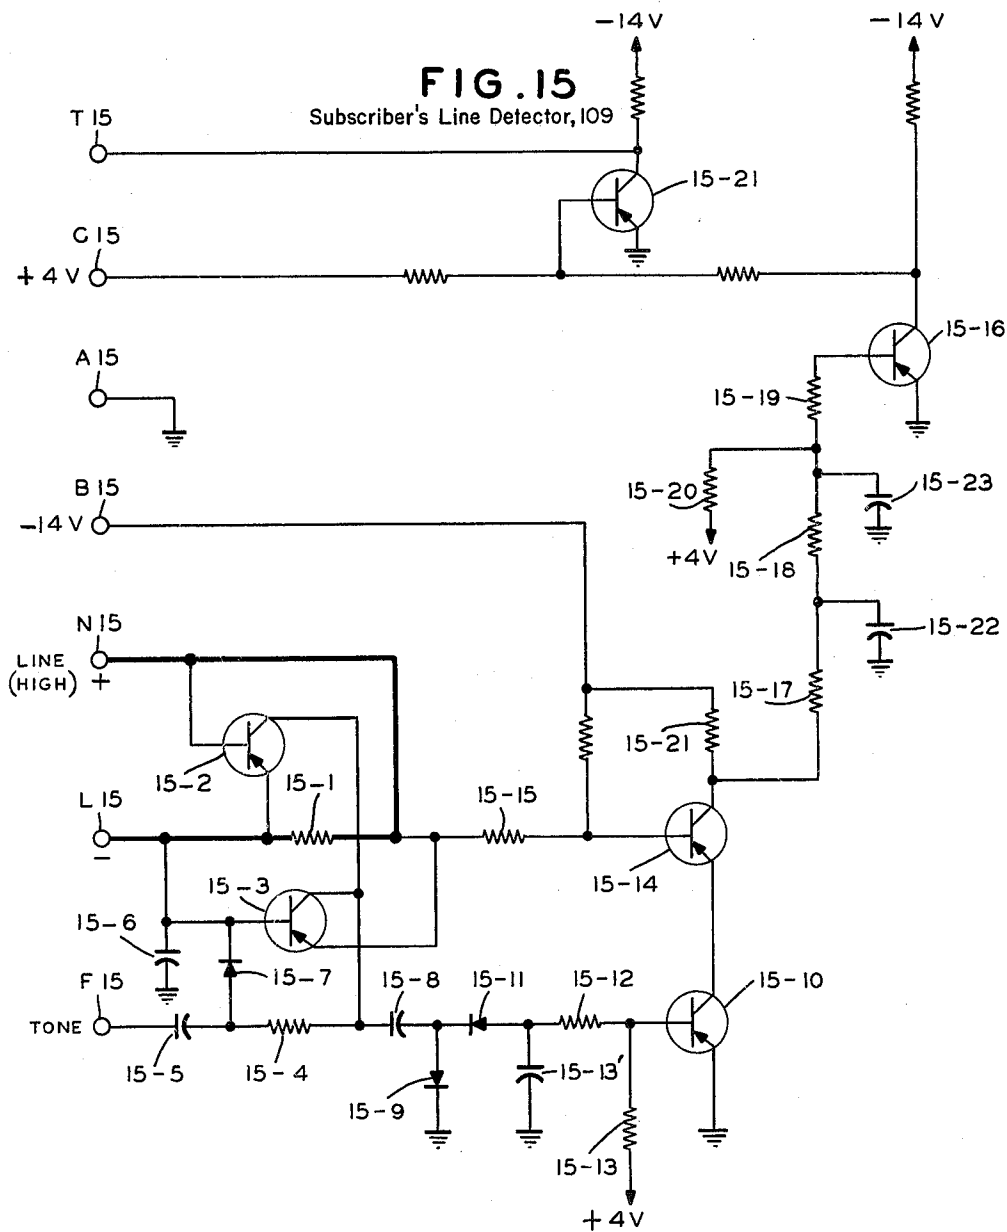 -14V
-14V
FIG.15
Subscriber's Line Detector, 109
T 15
15-21
C 15
+4V
15-16
A 15
15-19
B 15
-14V
15-20
15-23
+4V
15-18
N 15
15-22
LINE
(HIGH)
+
15-17
15-21
15-2
15-1
L 15
-
15-15
15-14
15-3
15-6
15-7
F 15
15-8
15-11
15-12
15-10
TONE
15-5
15-4
15-13'
15-9
15-13
+4V